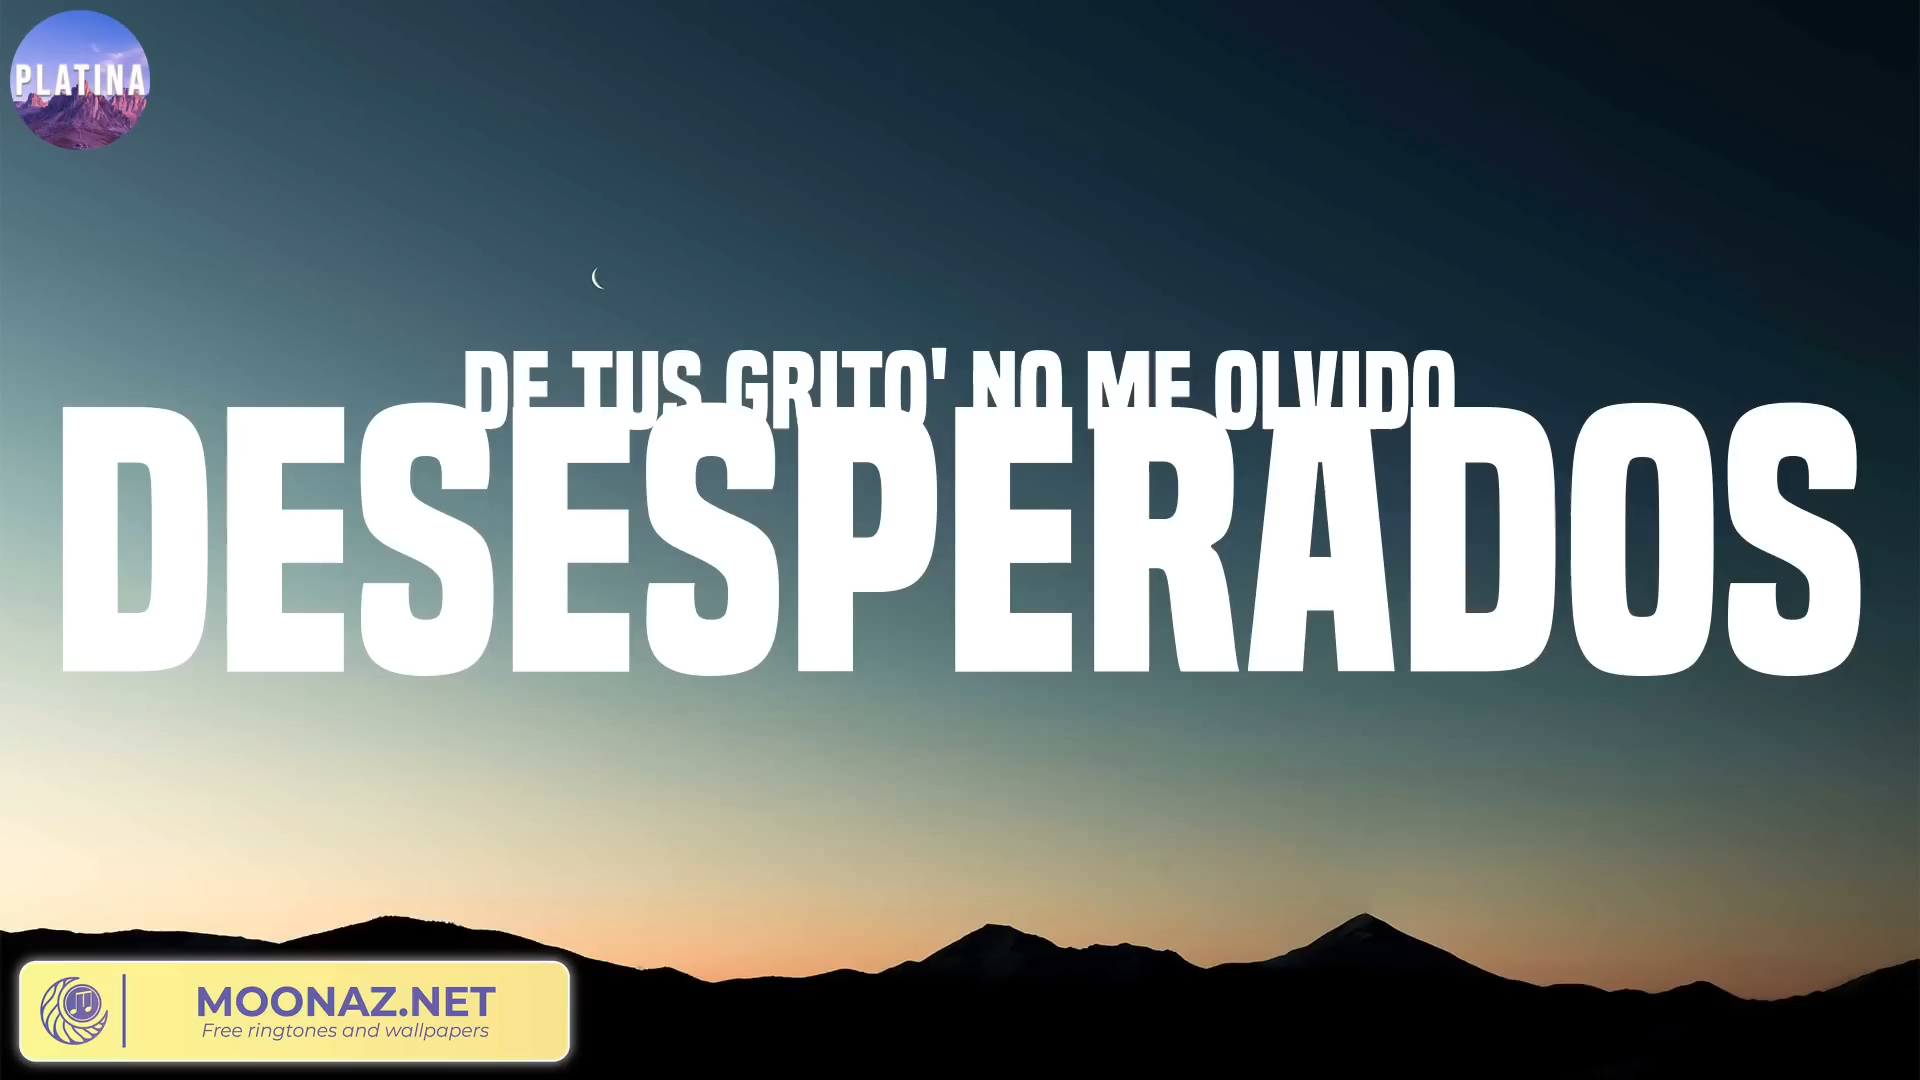 PLATINA
DE TUS GRITO' NO ME OLVIDO
DESESPERADOS
MOONAZ.NET
Free ringtones and wallpapers